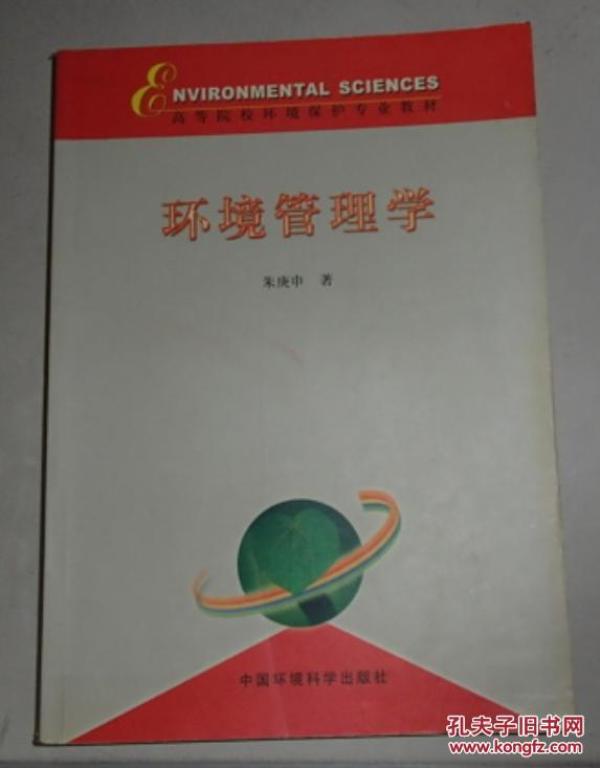 ENVIRONMENTAL SCIENCES
高等院校环境保护专业教材
环境管理学
朱庚申 著
中国环境科学出版社
孔夫子旧书网
www.kongfz.com